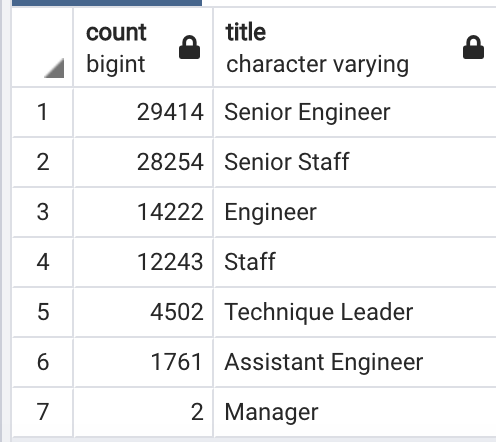 count title
bigint character varying
1 29414 Senior Engineer
2 28254 Senior Staff
3 14222 Engineer
4 12243 Staff
5 4502 Technique Leader
6 1761 Assistant Engineer
7 2 Manager